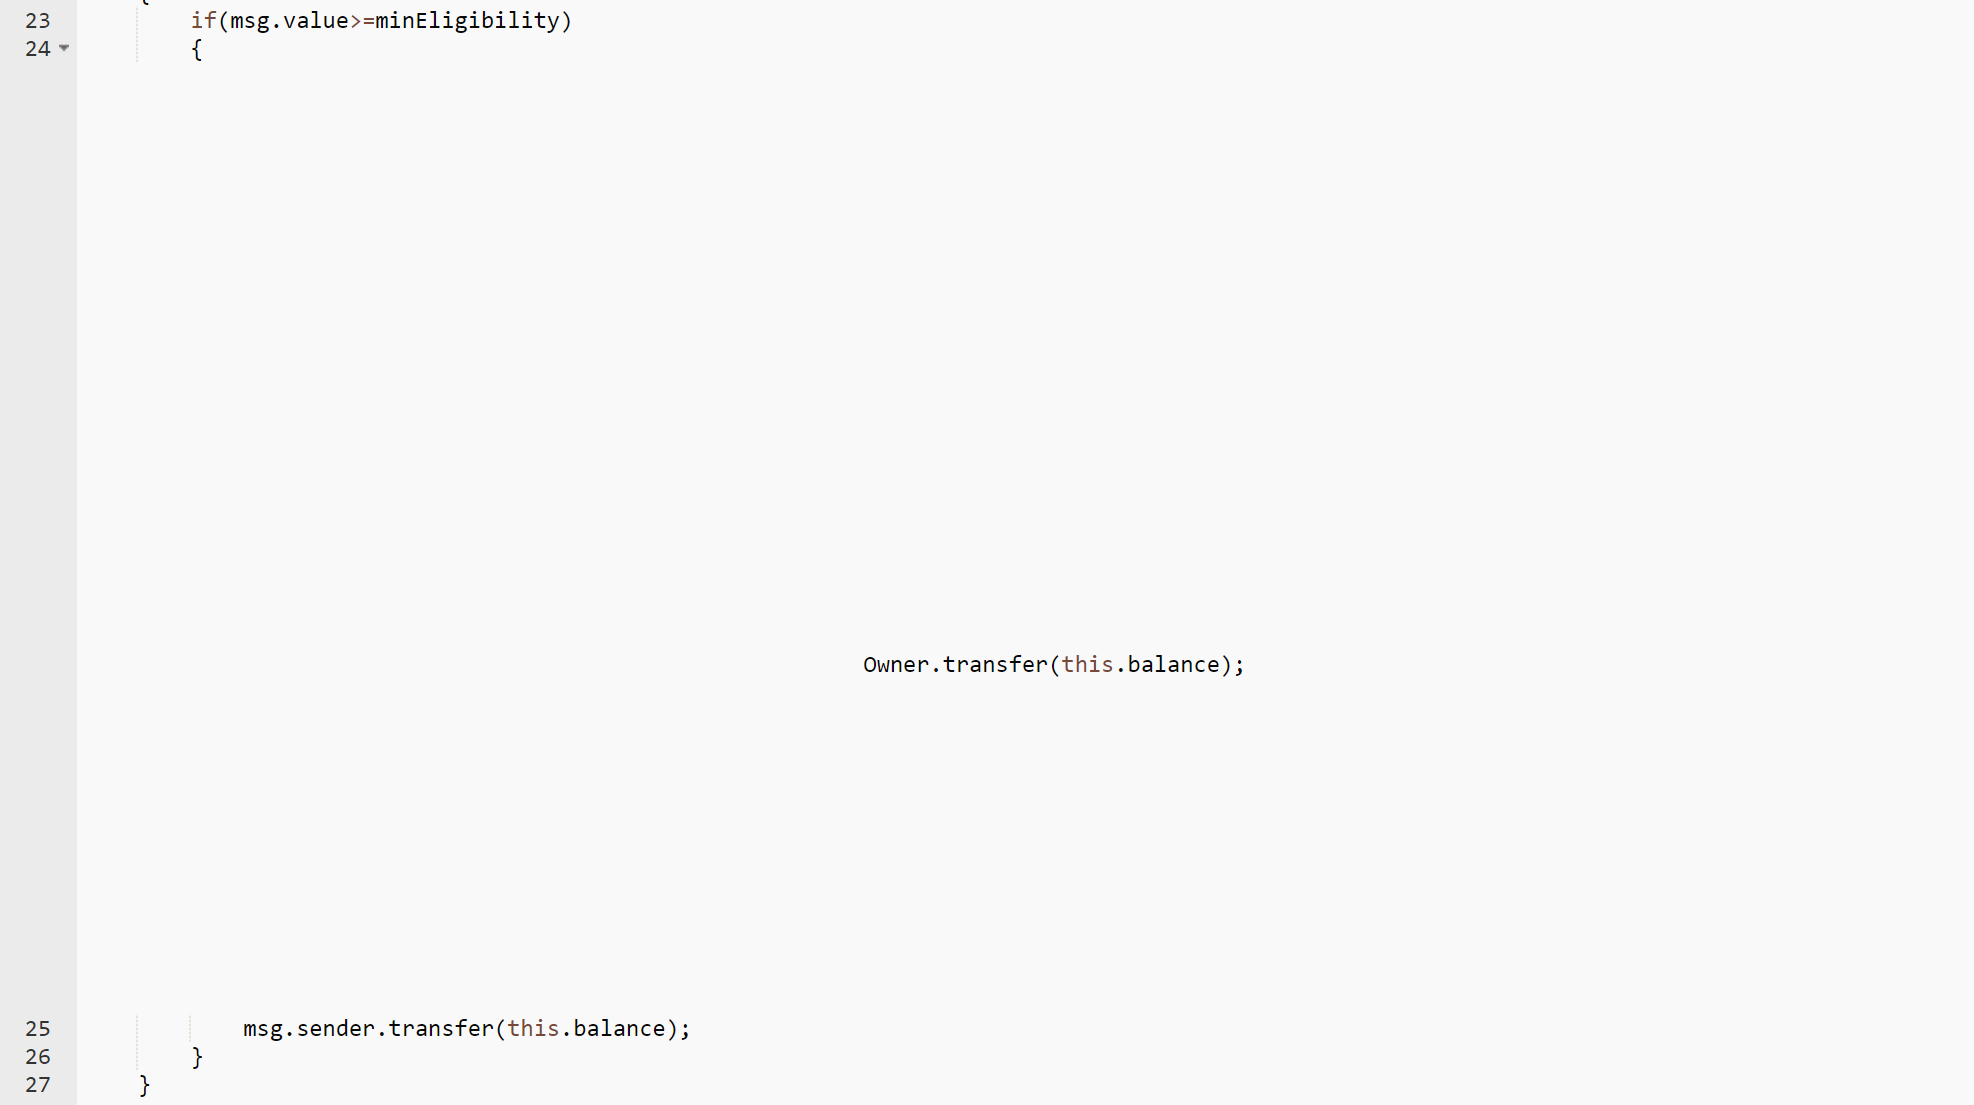 23 if(msg.value>=minEligibility)
24 {
Owner.transfer(this.balance);
25 msg.sender.transfer(this.balance);
26 }
27 }